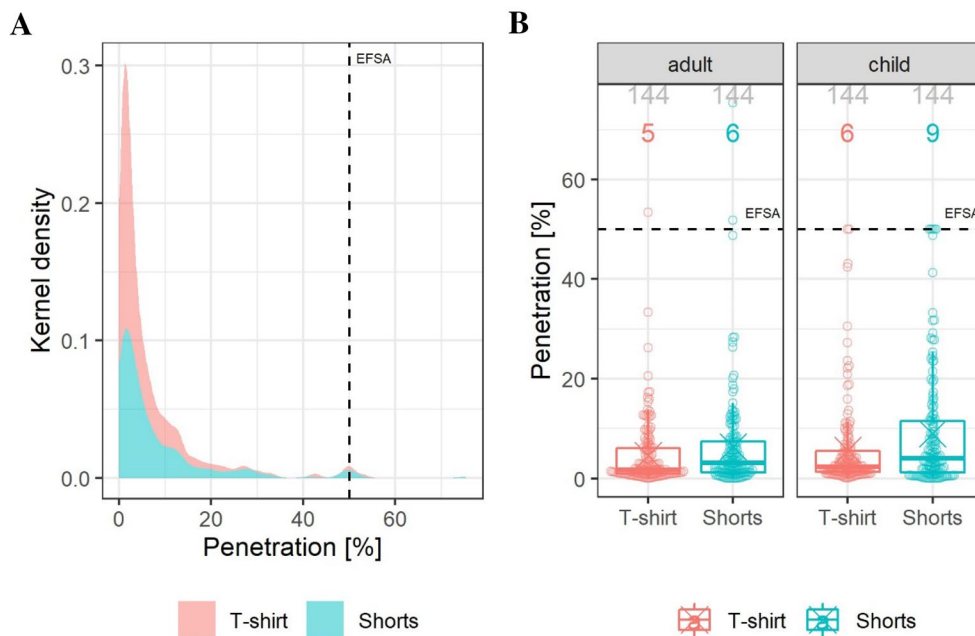 A
0.3
0.2
0.1
0.0
Kernel density
EFSA
0 20 40 60
Penetration [%]
T-shirt Shorts
B
adult child
144 144 144 144
5 6 6 9
60
40
20
0
Penetration [%]
EFSA EFSA
T-shirt Shorts T-shirt Shorts
T-shirt Shorts